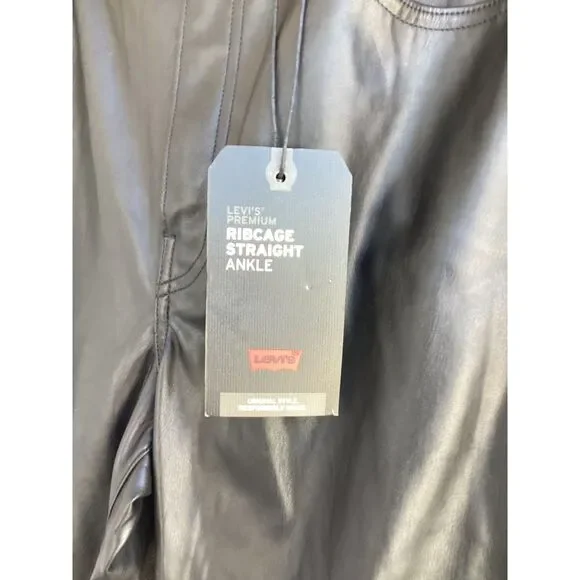 LEVI'S®
PREMIUM
RIBCAGE
STRAIGHT
ANKLE
Levi's
ORIGINAL STYLE,
RESPONSIBLY MADE